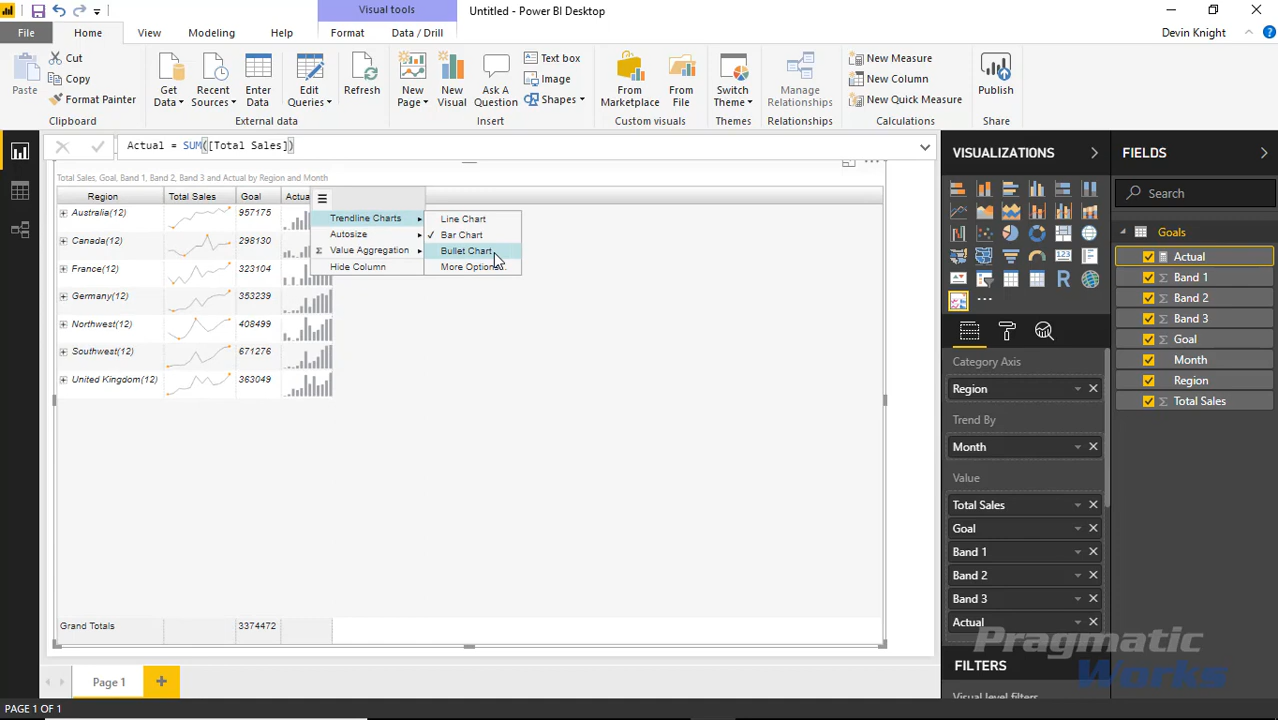 Visual tools
Untitled - Power BI Desktop
File
Home
View
Modeling
Help
Format
Data / Drill
Devin Knight
Paste
Cut
Copy
Format Painter
Clipboard
Get Data
Recent Sources
Enter Data
Edit Queries
External data
Refresh
New Page
New Visual
Ask A Question
Text box
Image
Shapes
Insert
From Marketplace
From File
Custom visuals
Switch Theme
Themes
Manage Relationships
Relationships
New Measure
New Column
New Quick Measure
Calculations
Publish
Share
Actual = SUM([Total Sales])
Total Sales, Goal, Band 1, Band 2, Band 3 and Actual by Region and Month
Region Total Sales Goal Actua
Australia(12) 957175
Canada(12) 298130
France(12) 323104
Germany(12) 353239
Northwest(12) 408499
Southwest(12) 671276
United Kingdom(12) 363049
Grand Totals 3374472
Trendline Charts
Autosize
Σ Value Aggregation
Hide Column
Line Chart
✓ Bar Chart
Bullet Chart
More Options..
VISUALIZATIONS
R
Category Axis
Region
Trend By
Month
Value
Total Sales
Goal
Band 1
Band 2
Band 3
Actual
FILTERS
Visual level filters
FIELDS
Search
Goals
Actual
Σ Band 1
Σ Band 2
Σ Band 3
Σ Goal
Month
Region
Σ Total Sales
Pragmatic
Works
Page 1
PAGE 1 OF 1